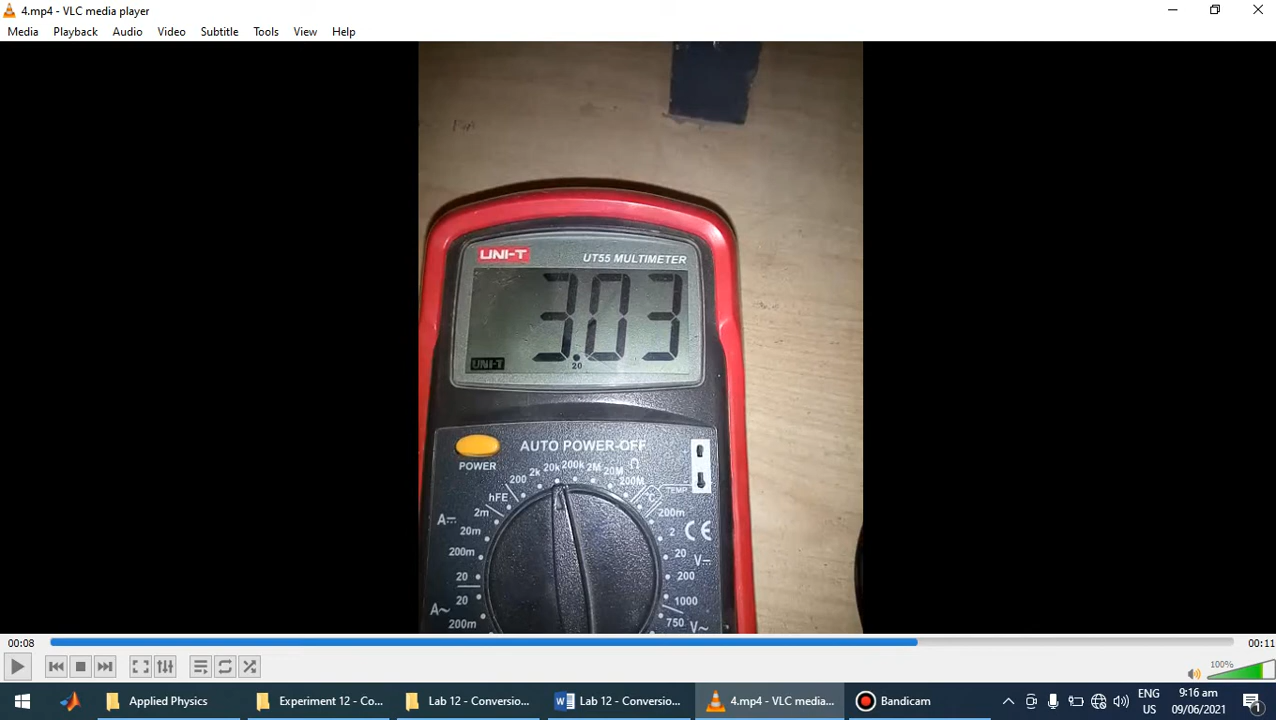 4.mp4 - VLC media player
Media Playback Audio Video Subtitle Tools View Help
UNI-T
UT55 MULTIMETER
3.03
20
UNI-T
AUTO POWER-OFF
POWER
hFE 200 2k 20k 200k 2M 20M 200M Ω
TEMP
°C
A⎓ 2m
20m
200m
20
A~ 20
200m
200m
2
20
V⎓
200
1000
750
V~
CE
00:08
00:11
100%
Applied Physics
Experiment 12 - Co...
Lab 12 - Conversio...
Lab 12 - Conversio...
4.mp4 - VLC media...
Bandicam
ENG
US
9:16 am
09/06/2021
1